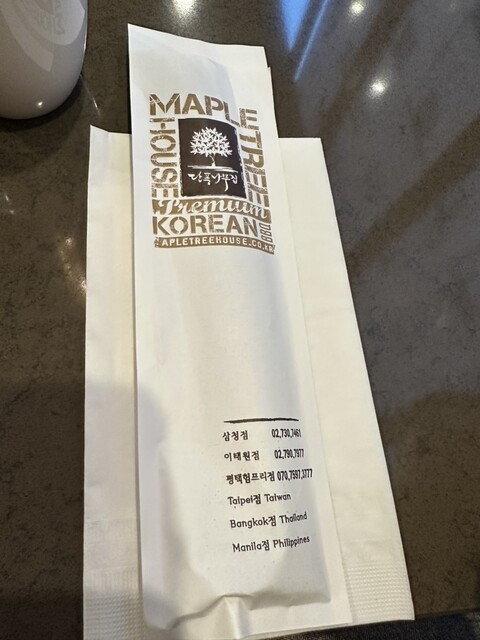 MAPLE
TREE
HOUSE
단풍나무집
Premium
KOREAN
BBQ
MAPLETREEHOUSE.CO.KR
삼청점 02.730.7461
이태원점 02.790.7977
평택험프리점 070.7597.3777
Taipei점 Taiwan
Bangkok점 Thailand
Manila점 Philippines